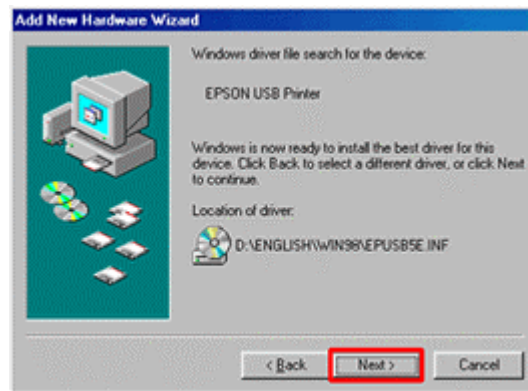 Add New Hardware Wizard
Windows driver file search for the device:
EPSON USB Printer
Windows is now ready to install the best driver for this
device. Click Back to select a different driver, or click Next
to continue.
Location of driver:
D:\ENGLISH\WIN98\EPUSB5E.INF
< Back
Next >
Cancel